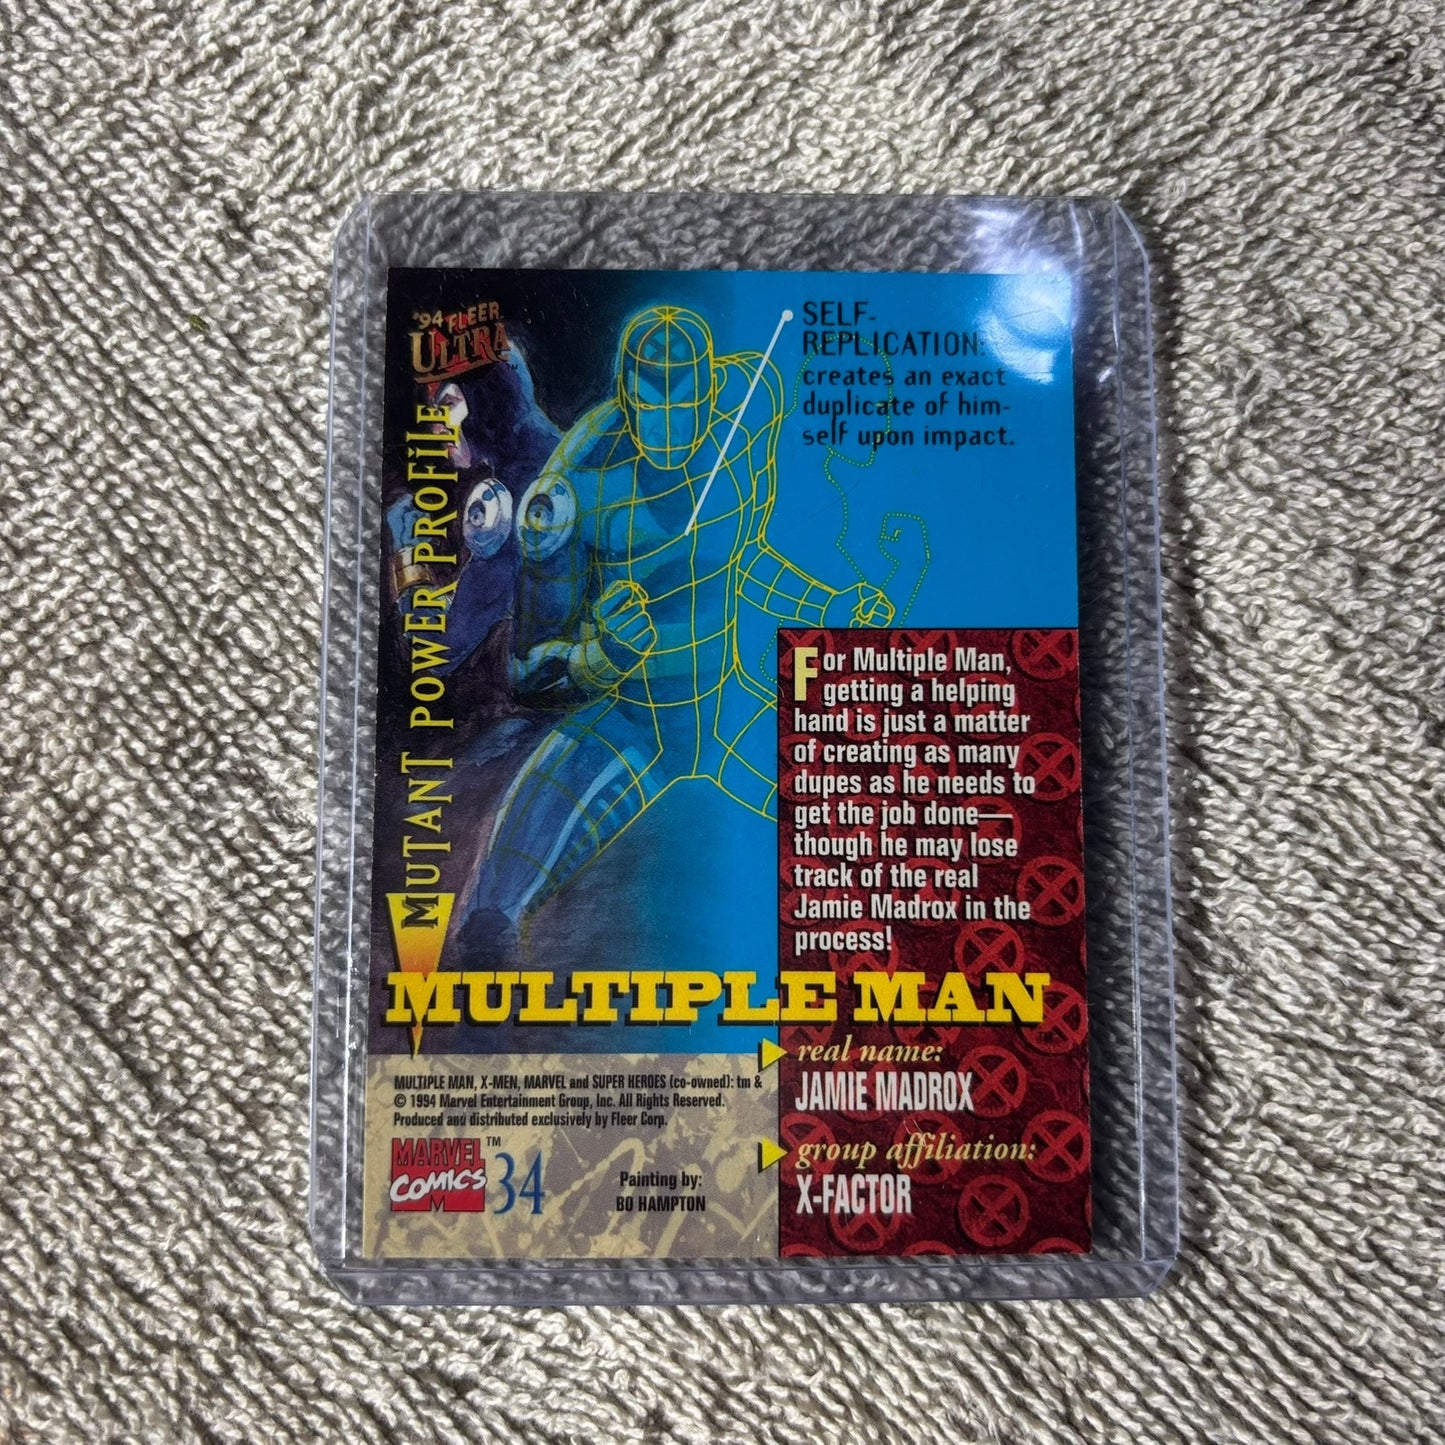 '94 FLEER
ULTRA™
MUTANT POWER PROFILE
SELF-
REPLICATION:
creates an exact
duplicate of him-
self upon impact.
For Multiple Man,
getting a helping
hand is just a matter
of creating as many
dupes as he needs to
get the job done—
though he may lose
track of the real
Jamie Madrox in the
process!
MULTIPLE MAN
real name:
JAMIE MADROX
group affiliation:
X-FACTOR
MULTIPLE MAN, X-MEN, MARVEL and SUPER HEROES (co-owned): tm &
© 1994 Marvel Entertainment Group, Inc. All Rights Reserved.
Produced and distributed exclusively by Fleer Corp.
MARVEL™
COMICS
M
34
Painting by:
BO HAMPTON